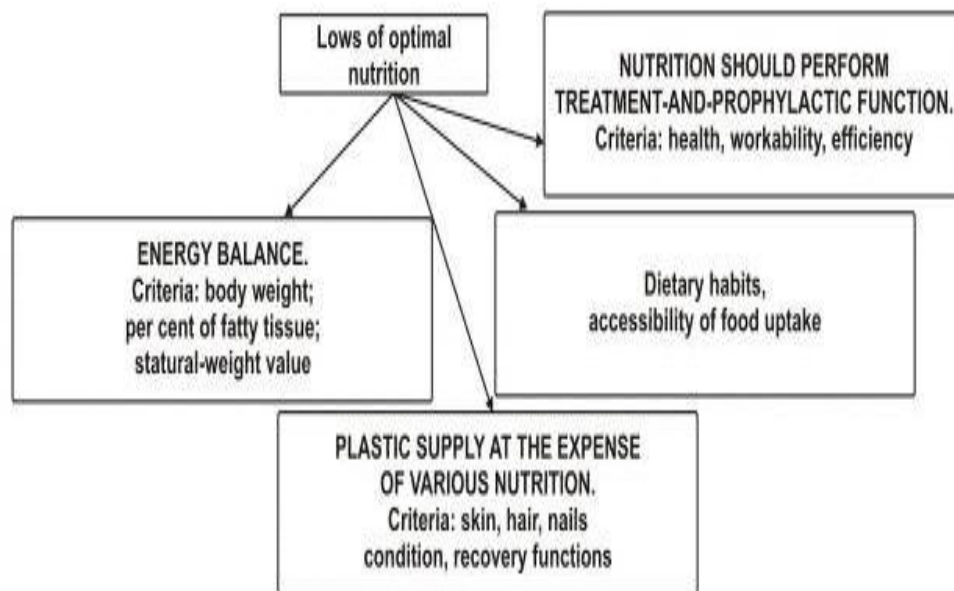 Lows of optimal
nutrition
NUTRITION SHOULD PERFORM
TREATMENT-AND-PROPHYLACTIC FUNCTION.
Criteria: health, workability, efficiency
ENERGY BALANCE.
Criteria: body weight;
per cent of fatty tissue;
statural-weight value
Dietary habits,
accessibility of food uptake
PLASTIC SUPPLY AT THE EXPENSE
OF VARIOUS NUTRITION.
Criteria: skin, hair, nails
condition, recovery functions